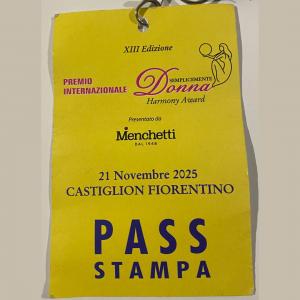 XIII Edizione
PREMIO
INTERNAZIONALE
SEMPLICEMENTE
Donna
Harmony Award
Presentato da
Menchetti
DAL 1948
21 Novembre 2025
CASTIGLION FIORENTINO
PASS
STAMPA